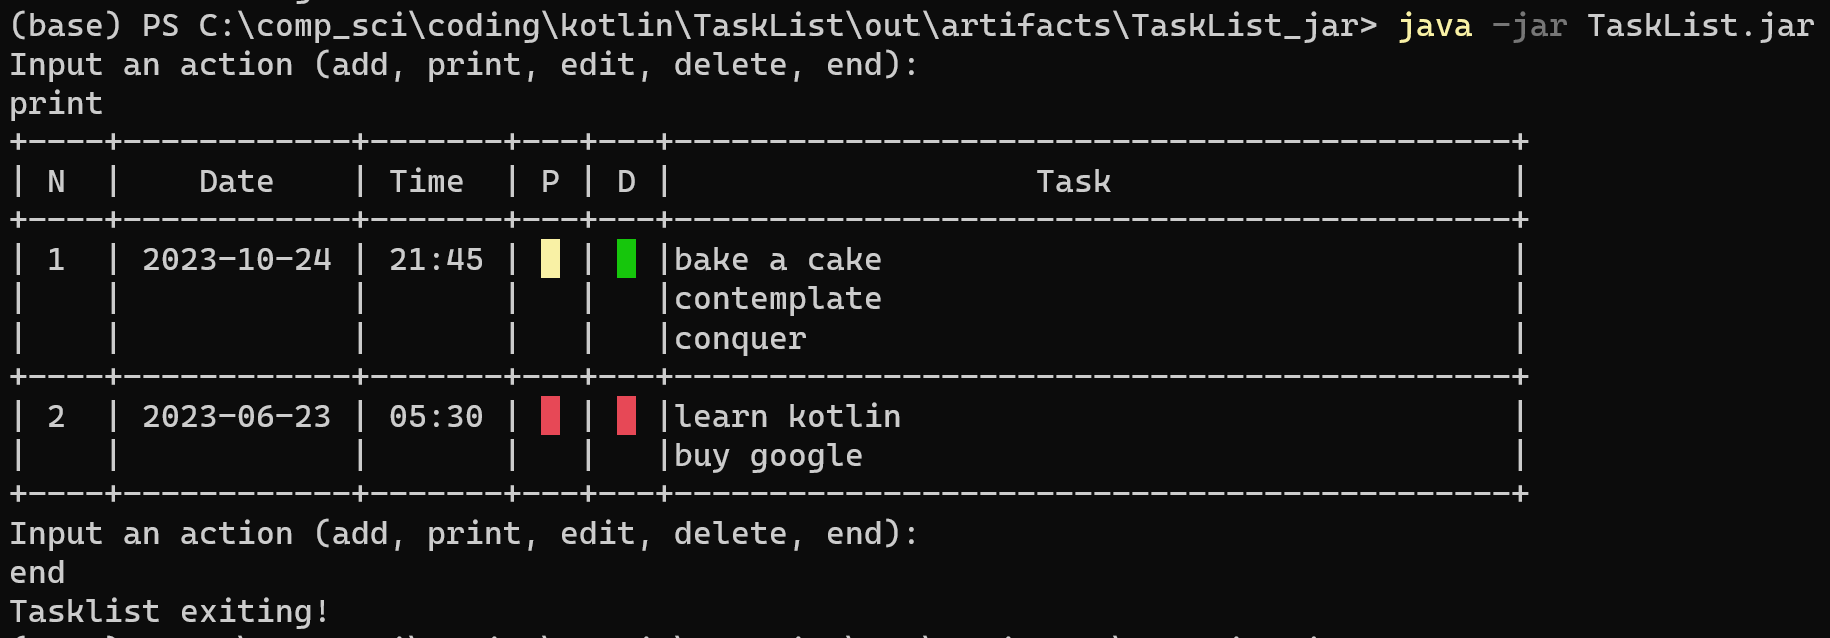 (base) PS C:\comp_sci\coding\kotlin\TaskList\out\artifacts\TaskList_jar> java -jar TaskList.jar
Input an action (add, print, edit, delete, end):
print
+----+------------+-------+---+---+--------------------------------------------+
| N  |    Date    | Time  | P | D |                   Task                     |
+----+------------+-------+---+---+--------------------------------------------+
| 1  | 2023-10-24 | 21:45 |   |   |bake a cake                                 |
|    |            |       |   |   |contemplate                                 |
|    |            |       |   |   |conquer                                     |
+----+------------+-------+---+---+--------------------------------------------+
| 2  | 2023-06-23 | 05:30 |   |   |learn kotlin                                |
|    |            |       |   |   |buy google                                  |
+----+------------+-------+---+---+--------------------------------------------+
Input an action (add, print, edit, delete, end):
end
Tasklist exiting!